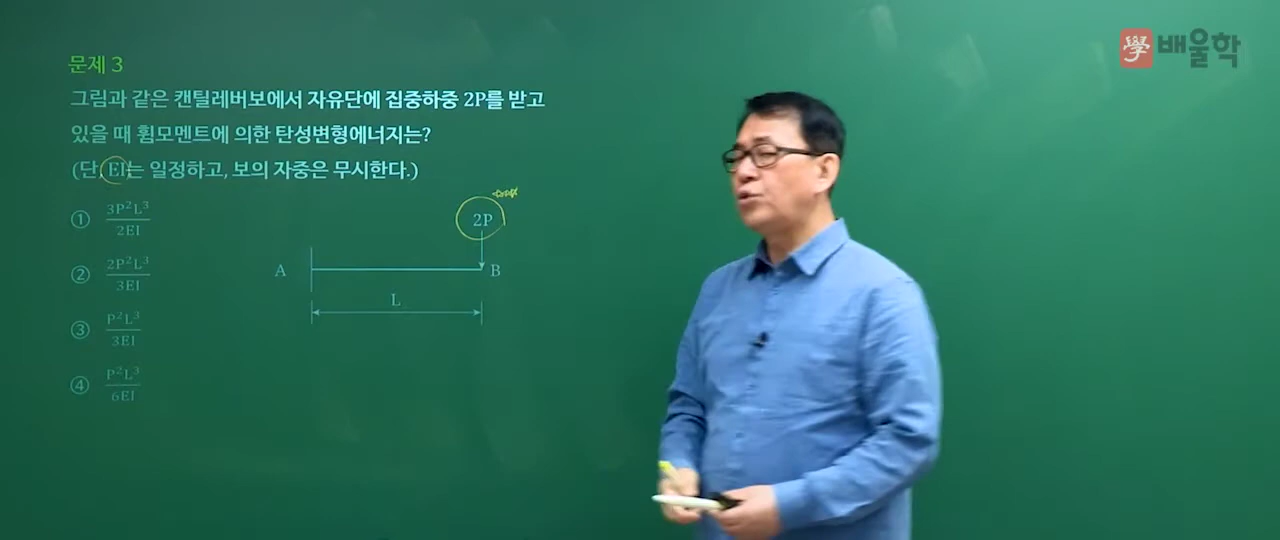 學 배울학
문제 3
그림과 같은 캔틸레버보에서 자유단에 집중하중 2P를 받고
있을 때 휨모멘트에 의한 탄성변형에너지는?
(단, EI는 일정하고, 보의 자중은 무시한다.)
① 3P²L³/2EI
② 2P²L³/3EI
③ P²L³/3EI
④ P²L³/6EI
2P
A
B
L